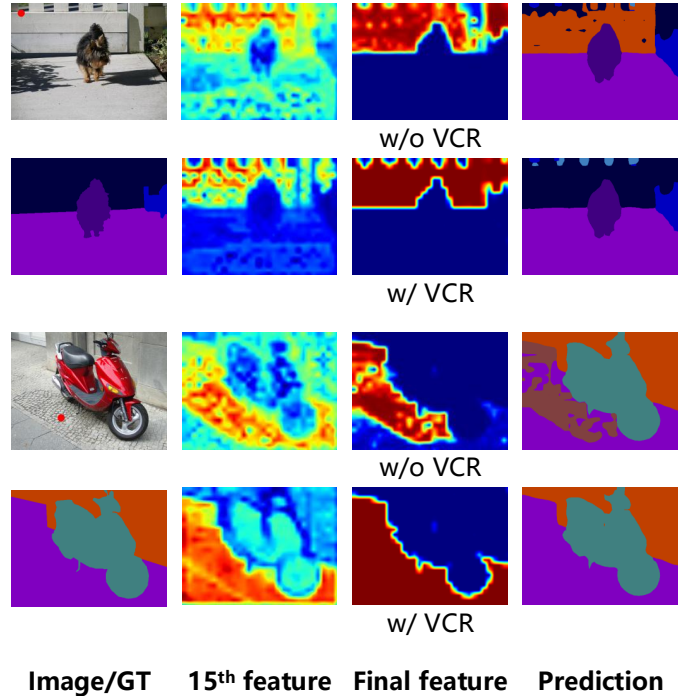 w/o VCR
w/ VCR
w/o VCR
w/ VCR
Image/GT 15th feature Final feature Prediction